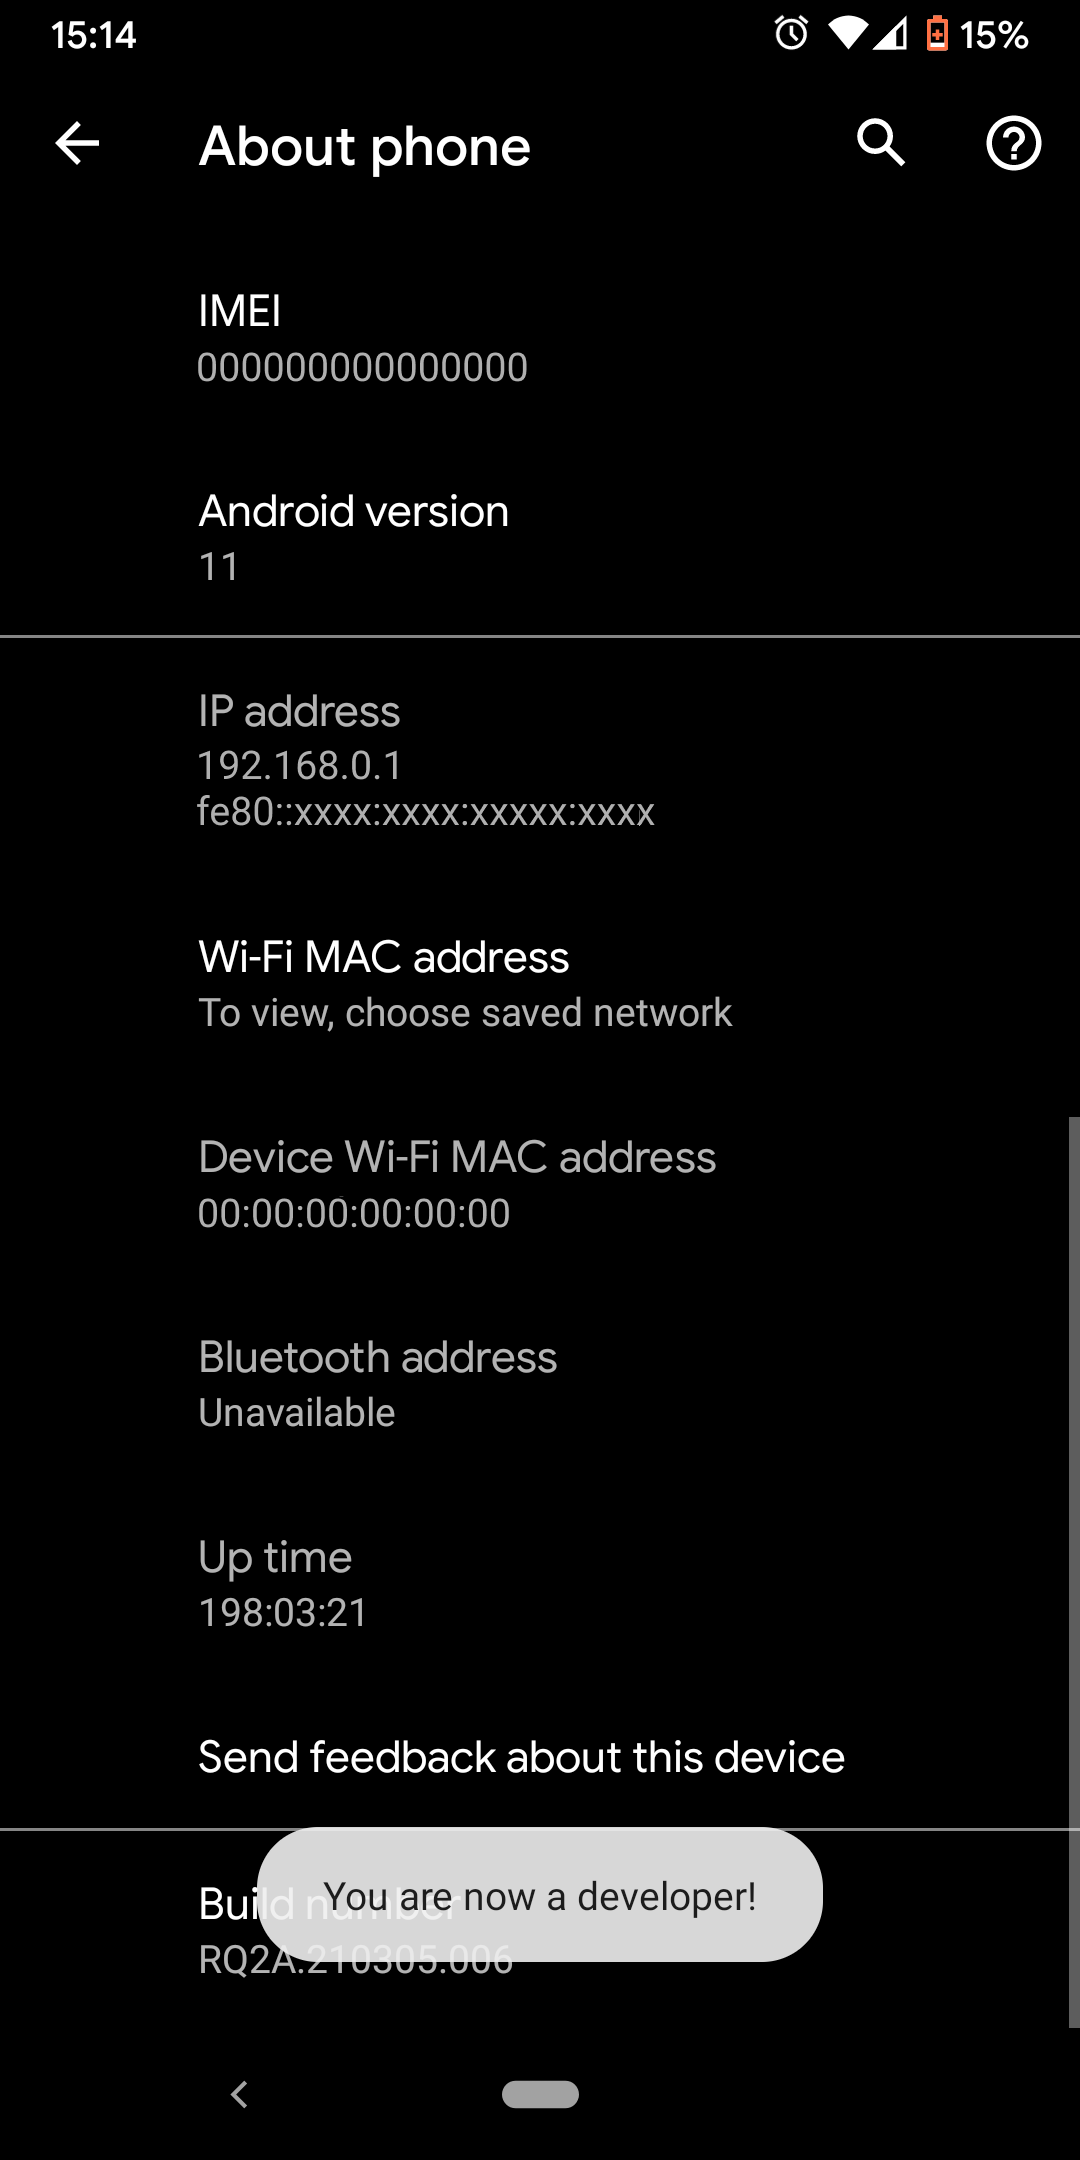 15:14
15%
About phone
IMEI
000000000000000
Android version
11
IP address
192.168.0.1
fe80::xxxx:xxxx:xxxxx:xxxx
Wi-Fi MAC address
To view, choose saved network
Device Wi-Fi MAC address
00:00:00:00:00:00
Bluetooth address
Unavailable
Up time
198:03:21
Send feedback about this device
Build number
You are now a developer!
RQ2A.210305.006